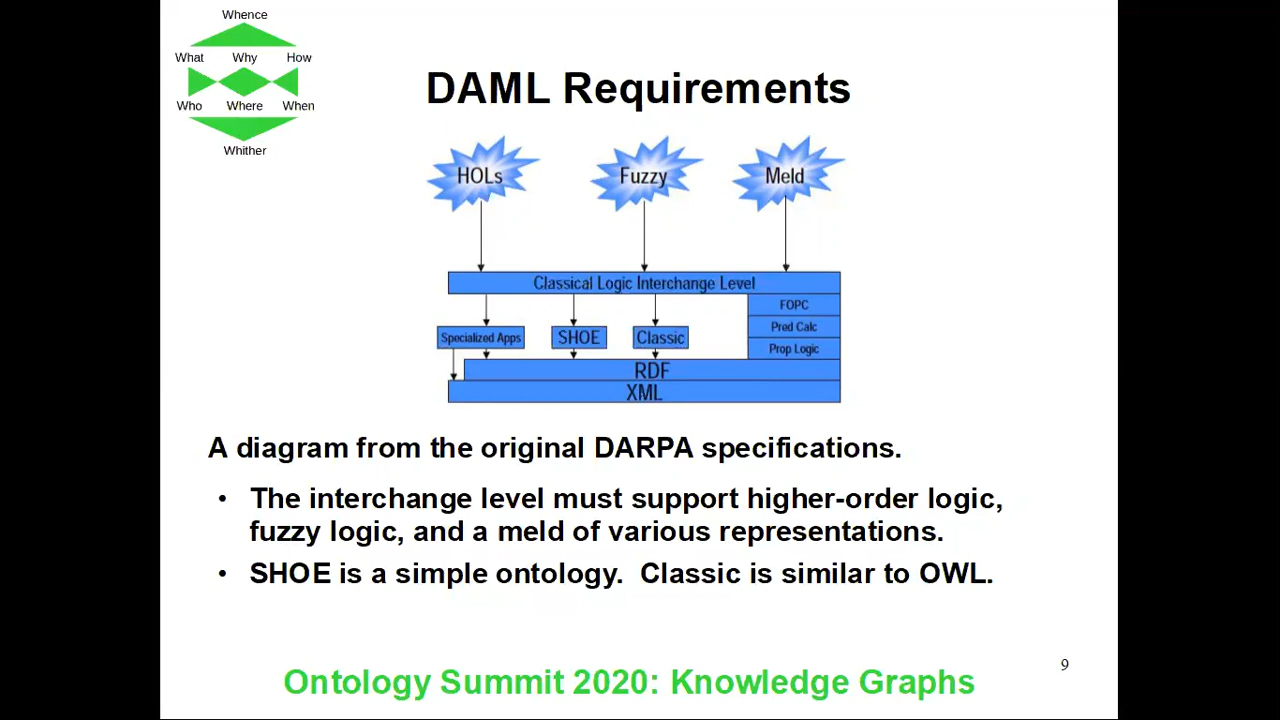 Whence
What Why How
Who Where When
Whither
DAML Requirements
HOLs Fuzzy Meld
Classical Logic Interchange Level
FOPC
Pred Calc
Prop Logic
Specialized Apps SHOE Classic
RDF
XML
A diagram from the original DARPA specifications.
• The interchange level must support higher-order logic,
fuzzy logic, and a meld of various representations.
• SHOE is a simple ontology. Classic is similar to OWL.
9
Ontology Summit 2020: Knowledge Graphs